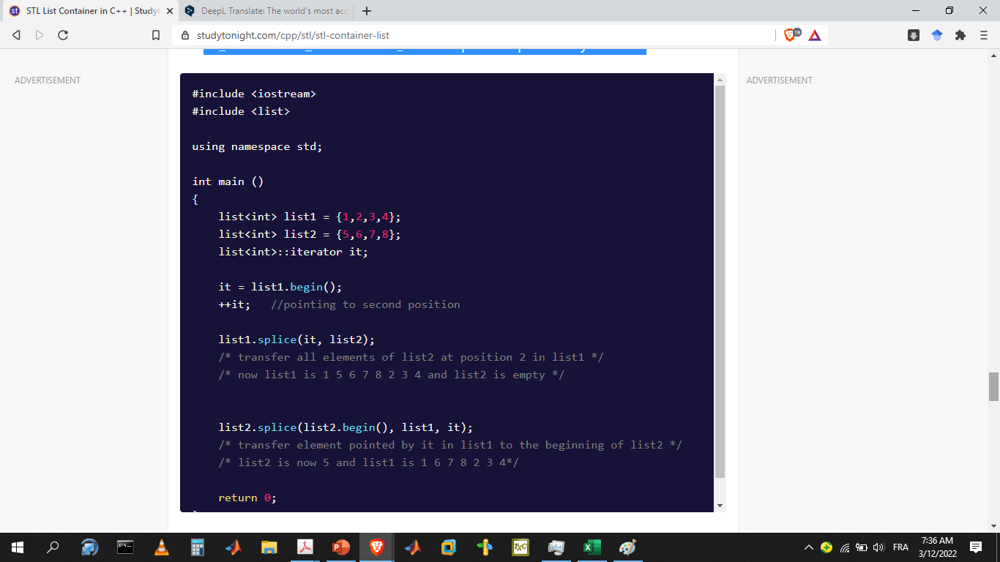 STL List Container in C++ | Studyt
DeepL Translate: The world's most acc
studytonight.com/cpp/stl/stl-container-list
19
ADVERTISEMENT
ADVERTISEMENT
#include <iostream>
#include <list>
using namespace std;
int main ()
{
list<int> list1 = {1,2,3,4};
list<int> list2 = {5,6,7,8};
list<int>::iterator it;
it = list1.begin();
++it;   //pointing to second position
list1.splice(it, list2);
/* transfer all elements of list2 at position 2 in list1 */
/* now list1 is 1 5 6 7 8 2 3 4 and list2 is empty */
list2.splice(list2.begin(), list1, it);
/* transfer element pointed by it in list1 to the beginning of list2 */
/* list2 is now 5 and list1 is 1 6 7 8 2 3 4*/
return 0;
FRA
7:36 AM
3/12/2022